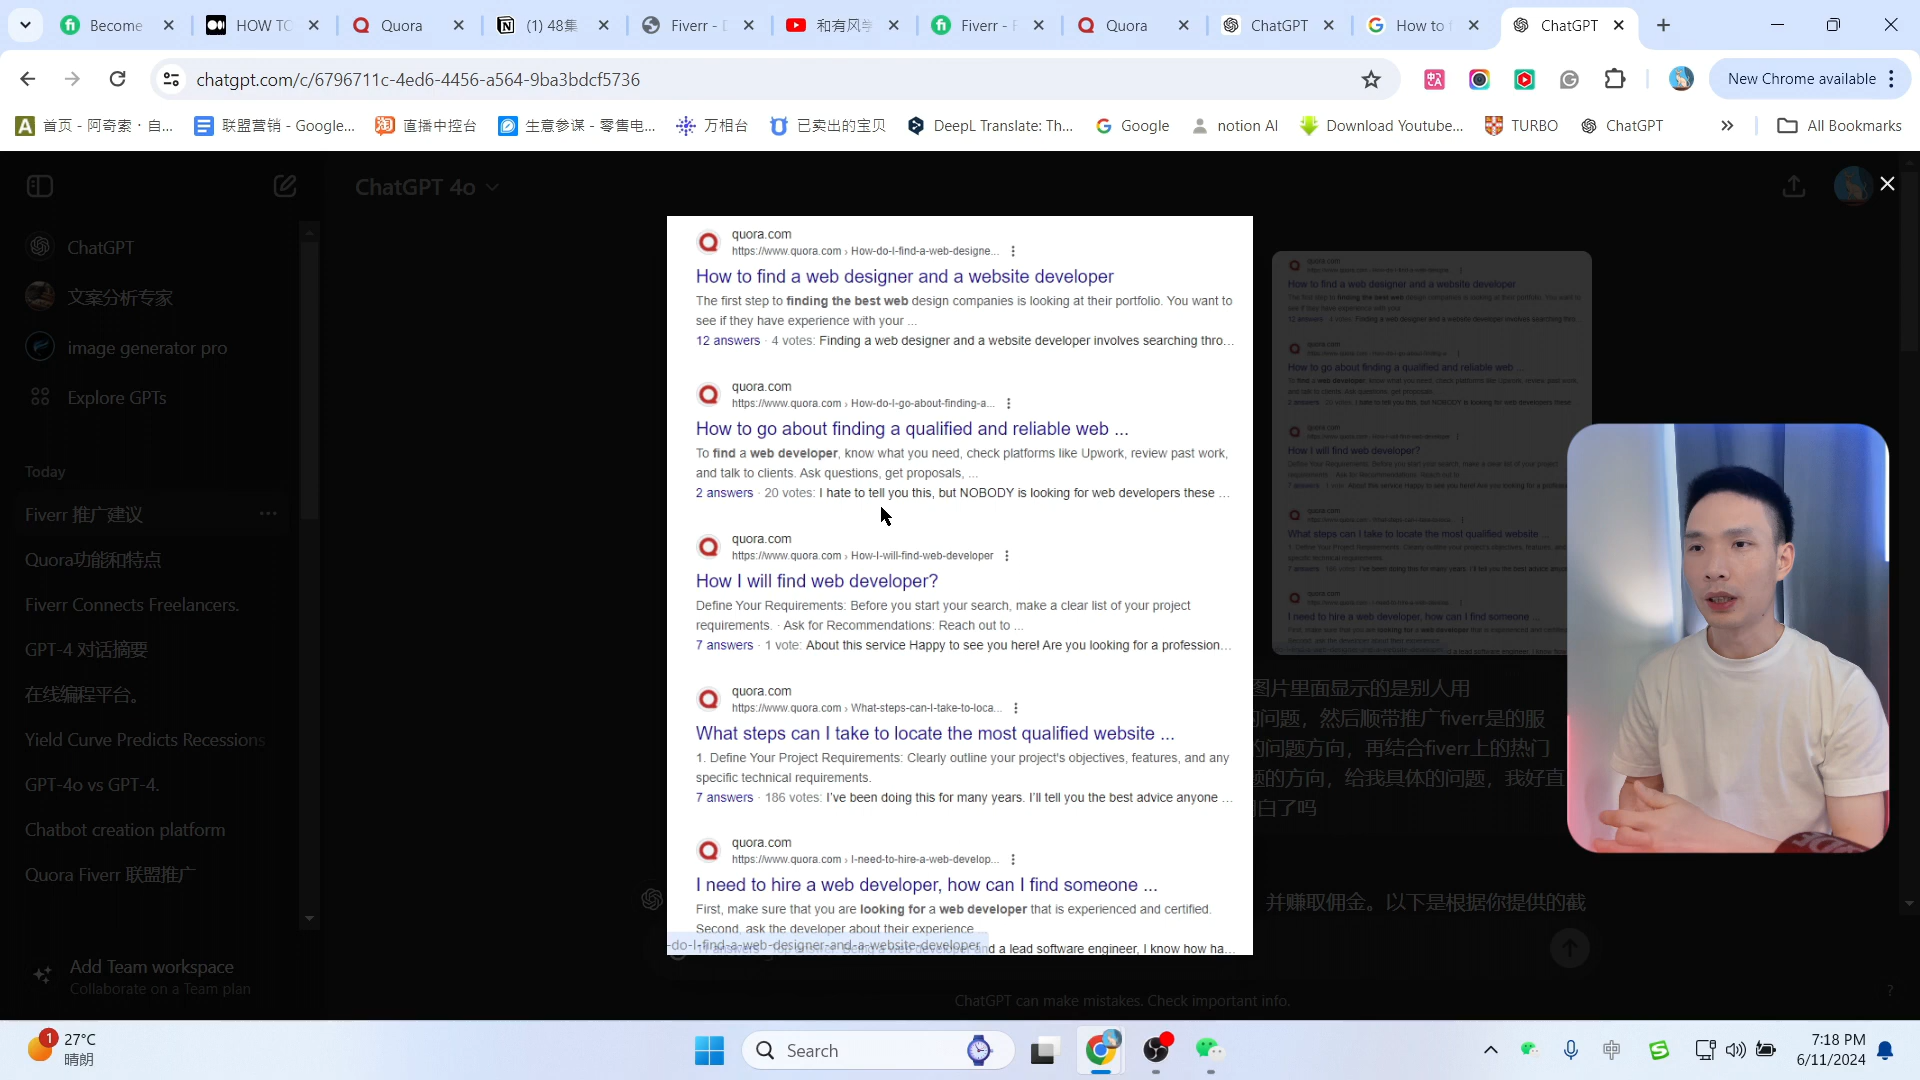 Become
HOW TO
Quora
(1) 48集
Fiverr - D
和有风学
Fiverr - F
Quora
ChatGPT
How to f
ChatGPT
chatgpt.com/c/6796711c-4ed6-4456-a564-9ba3bdcf5736
New Chrome available
首页 - 阿奇索 · 自...
联盟营销 - Google...
直播中控台
生意参谋 - 零售电...
万相台
已卖出的宝贝
DeepL Translate: Th...
Google
notion AI
Download Youtube...
TURBO
ChatGPT
All Bookmarks
ChatGPT 4o
ChatGPT
文案分析专家
image generator pro
Explore GPTs
Today
Fiverr 推广建议
Quora功能和特点
Fiverr Connects Freelancers.
GPT-4 对话摘要
在线编程平台。
Yield Curve Predicts Recessions
GPT-4o vs GPT-4.
Chatbot creation platform
Quora Fiverr 联盟推广
Add Team workspace
Collaborate on a Team plan
quora.com
https://www.quora.com › How-do-I-find-a-web-designe...
How to find a web designer and a website developer
The first step to finding the best web design companies is looking at their portfolio. You want to
see if they have experience with your ...
12 answers · 4 votes: Finding a web designer and a website developer involves searching thro...
quora.com
https://www.quora.com › How-do-I-go-about-finding-a...
How to go about finding a qualified and reliable web ...
To find a web developer, know what you need, check platforms like Upwork, review past work,
and talk to clients. Ask questions, get proposals, ...
2 answers · 20 votes: I hate to tell you this, but NOBODY is looking for web developers these ...
quora.com
https://www.quora.com › How-I-will-find-web-developer
How I will find web developer?
Define Your Requirements: Before you start your search, make a clear list of your project
requirements. · Ask for Recommendations: Reach out to ...
7 answers · 1 vote: About this service Happy to see you here! Are you looking for a profession...
quora.com
https://www.quora.com › What-steps-can-I-take-to-loca...
What steps can I take to locate the most qualified website ...
1. Define Your Project Requirements: Clearly outline your project's objectives, features, and any
specific technical requirements.
7 answers · 186 votes: I've been doing this for many years. I'll tell you the best advice anyone ...
quora.com
https://www.quora.com › I-need-to-hire-a-web-develop...
I need to hire a web developer, how can I find someone ...
First, make sure that you are looking for a web developer that is experienced and certified.
Second, ask the developer about their experience
-do-I-find-a-web-designer-and-a-website-developer
d a lead software engineer, I know how ha...
图片里面显示的是别人用
问题，然后顺带推广fiverr是的服
的问题方向，再结合fiverr上的热门
题的方向，给我具体的问题，我好直
白了吗
，并赚取佣金。以下是根据你提供的截
ChatGPT can make mistakes. Check important info.
?
1
27°C
晴朗
Search
中
7:18 PM
6/11/2024